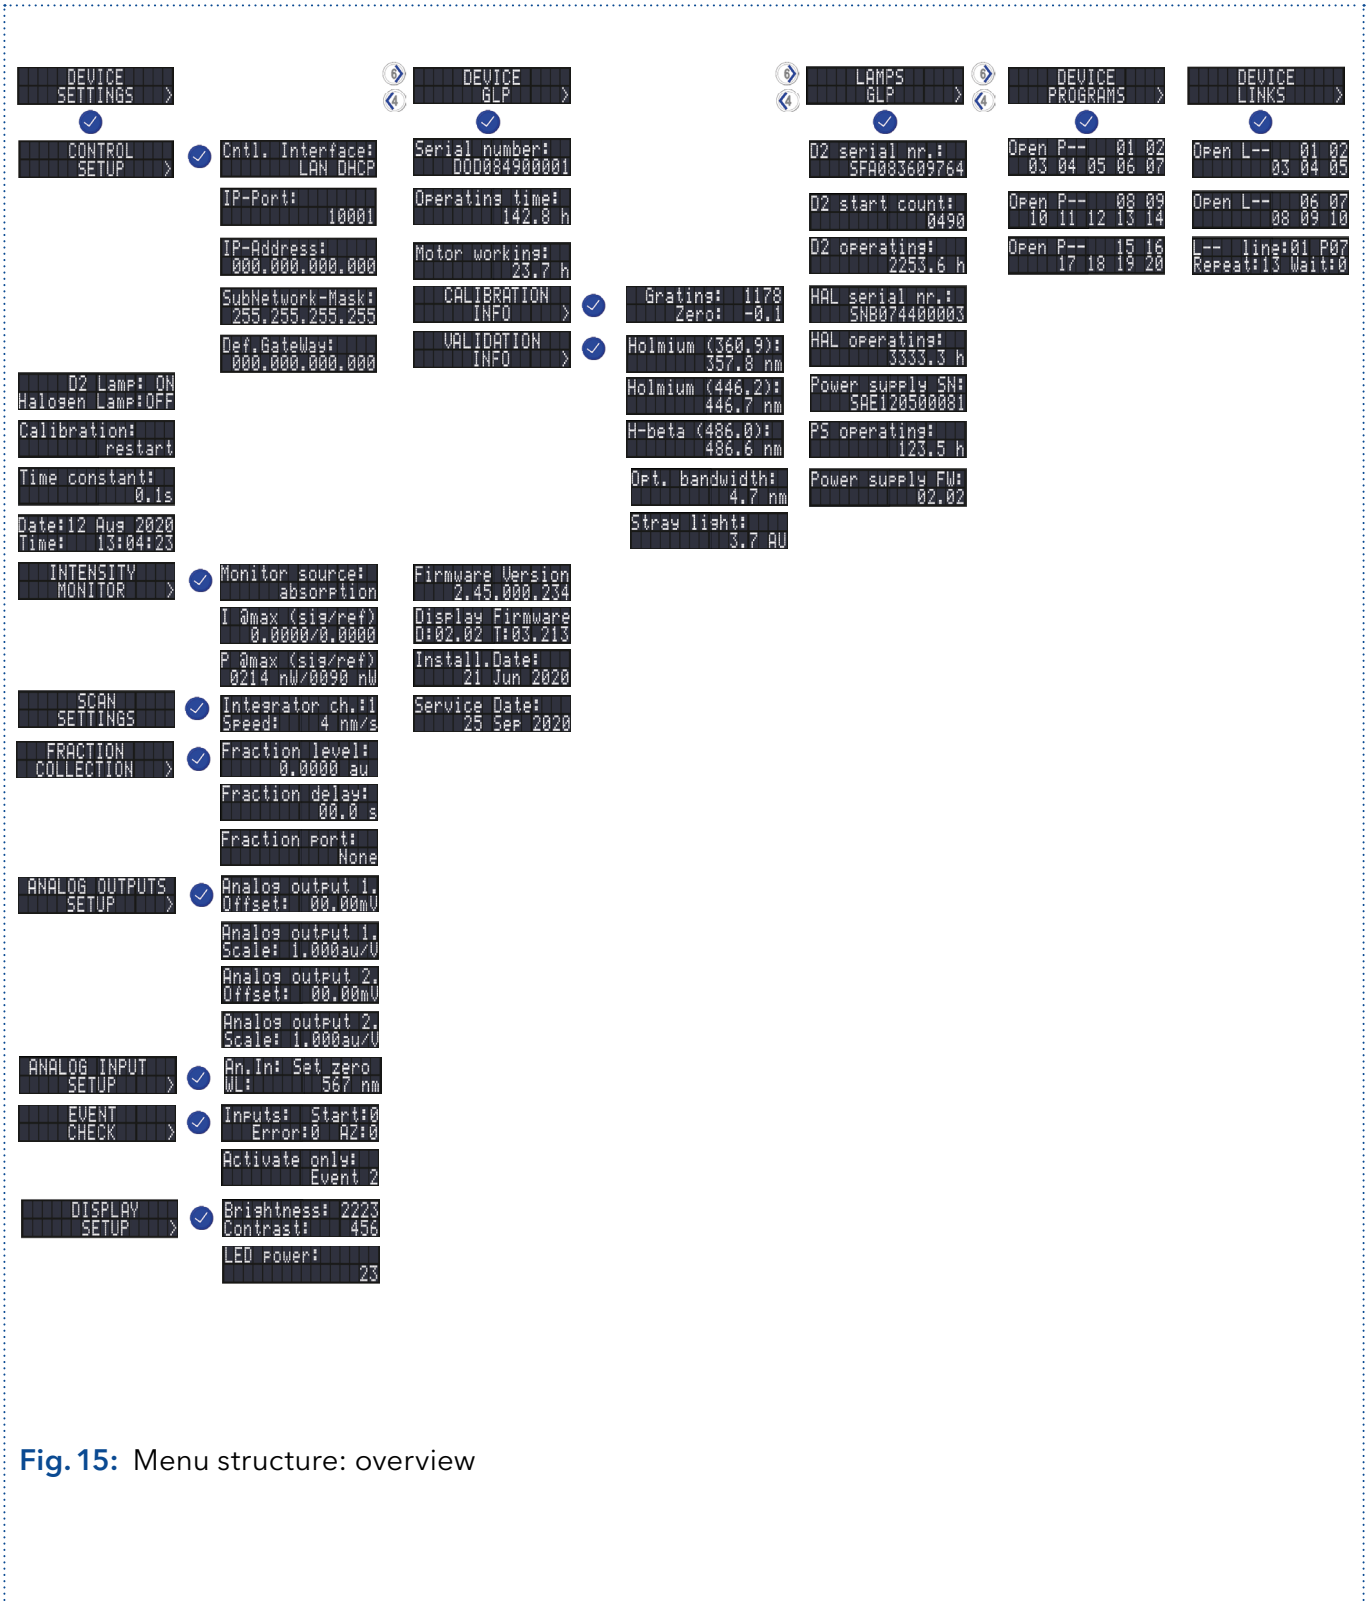 DEVICE
SETTINGS >
CONTROL
SETUP >
Cntl. Interface:
LAN DHCP
IP-Port:
10001
IP-Address:
000.000.000.000
SubNetwork-Mask:
255.255.255.255
Def.GateWay:
000.000.000.000
D2 Lamp: ON
Halogen Lamp:OFF
Calibration:
restart
Time constant:
0.1s
Date:12 Aug 2020
Time: 13:04:23
INTENSITY
MONITOR >
Monitor source:
absorption
I @max (sig/ref)
0.0000/0.0000
P @max (sig/ref)
0214 nW/0090 nW
SCAN
SETTINGS
Integrator ch.:1
Speed: 4 nm/s
FRACTION
COLLECTION >
Fraction level:
0.0000 au
Fraction delay:
00.0 s
Fraction port:
None
ANALOG OUTPUTS
SETUP >
Analog output 1.
Offset: 00.00mV
Analog output 1.
Scale: 1.000au/V
Analog output 2.
Offset: 00.00mV
Analog output 2.
Scale: 1.000au/V
ANALOG INPUT
SETUP >
An.In: Set zero
WL: 567 nm
EVENT
CHECK >
Inputs: Start:0
Error:0 AZ:0
Activate only:
Event 2
DISPLAY
SETUP >
Brightness: 2223
Contrast: 456
LED power:
23
6
4
DEVICE
GLP >
Serial number:
DOD084900001
Operating time:
142.8 h
Motor working:
23.7 h
CALIBRATION
INFO >
Grating: 1178
Zero: -0.1
VALIDATION
INFO >
Holmium (360.9):
357.8 nm
Holmium (446.2):
446.7 nm
H-beta (486.0):
486.6 nm
Opt. bandwidth:
4.7 nm
Stray light:
3.7 AU
Firmware Version
2.45.000.234
Display Firmware
D:02.02 T:03.213
Install.Date:
21 Jun 2020
Service Date:
25 Sep 2020
6
4
LAMPS
GLP >
D2 serial nr.:
SFA083609764
D2 start count:
0490
D2 operating:
2253.6 h
HAL serial nr.:
SNB074400003
HAL operating:
3333.3 h
Power supply SN:
SAE120500081
PS operating:
123.5 h
Power supply FW:
02.02
6
4
DEVICE
PROGRAMS >
Open P-- 01 02
03 04 05 06 07
Open P-- 08 09
10 11 12 13 14
Open P-- 15 16
17 18 19 20
DEVICE
LINKS >
Open L-- 01 02
03 04 05
Open L-- 06 07
08 09 10
L-- line:01 P07
Repeat:13 Wait:0
Fig. 15: Menu structure: overview